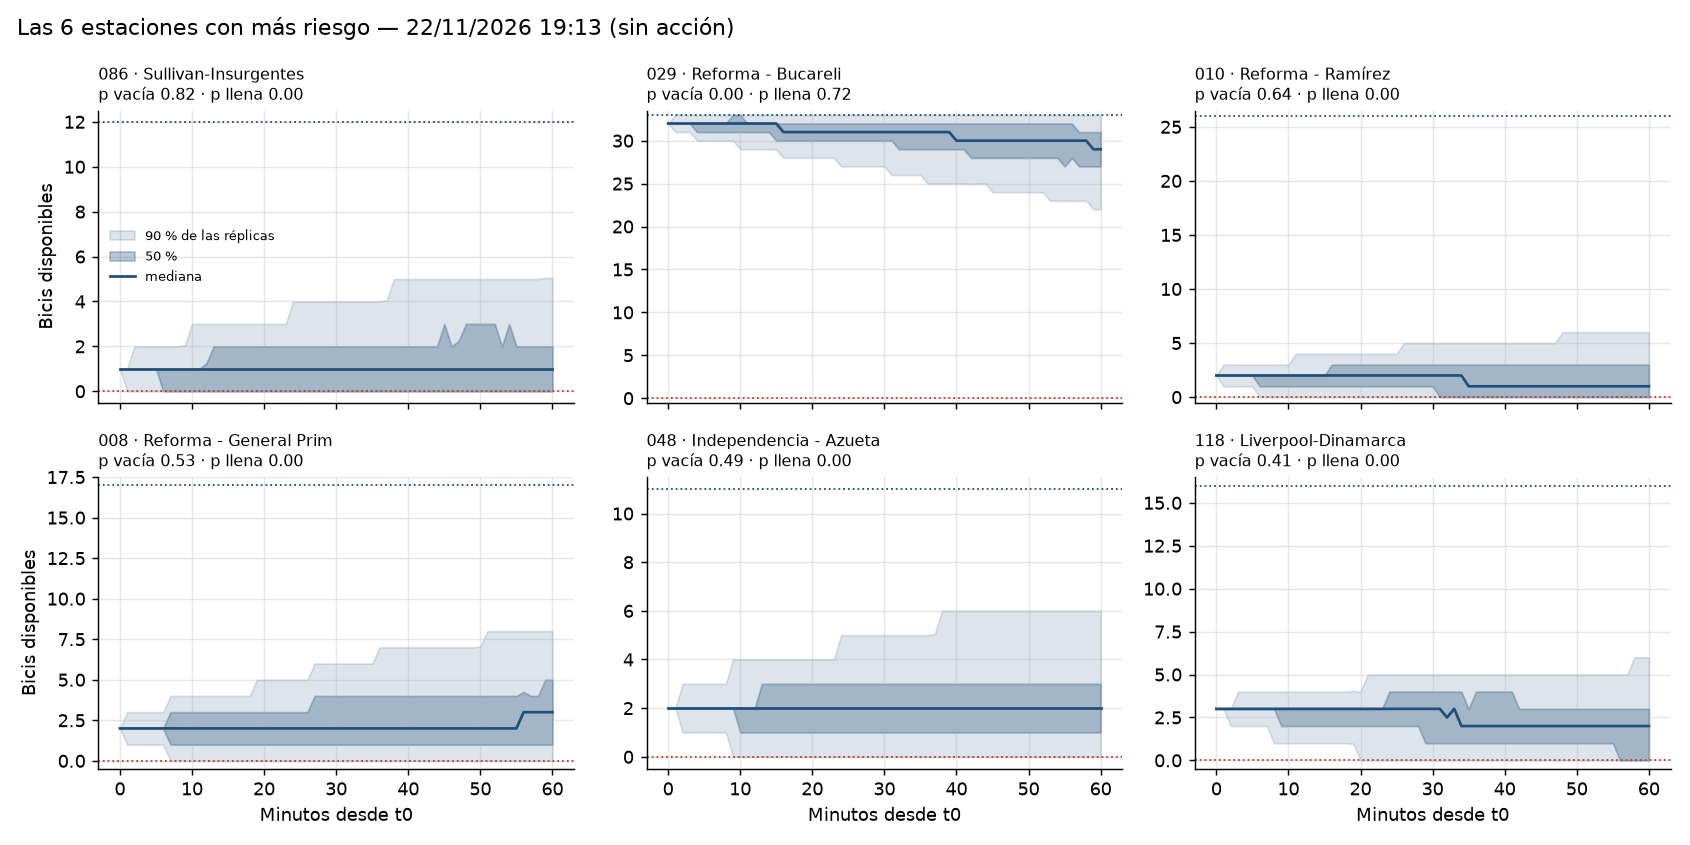 Las 6 estaciones con más riesgo — 22/11/2026 19:13 (sin acción)
086 · Sullivan-Insurgentes
p vacía 0.82 · p llena 0.00
12
10
8
6
4
2
0
Bicis disponibles
90 % de las réplicas
50 %
mediana
029 · Reforma - Bucareli
p vacía 0.00 · p llena 0.72
30
25
20
15
10
5
0
010 · Reforma - Ramírez
p vacía 0.64 · p llena 0.00
25
20
15
10
5
0
008 · Reforma - General Prim
p vacía 0.53 · p llena 0.00
17.5
15.0
12.5
10.0
7.5
5.0
2.5
0.0
Bicis disponibles
0 10 20 30 40 50 60
Minutos desde t0
048 · Independencia - Azueta
p vacía 0.49 · p llena 0.00
10
8
6
4
2
0
0 10 20 30 40 50 60
Minutos desde t0
118 · Liverpool-Dinamarca
p vacía 0.41 · p llena 0.00
15.0
12.5
10.0
7.5
5.0
2.5
0.0
0 10 20 30 40 50 60
Minutos desde t0